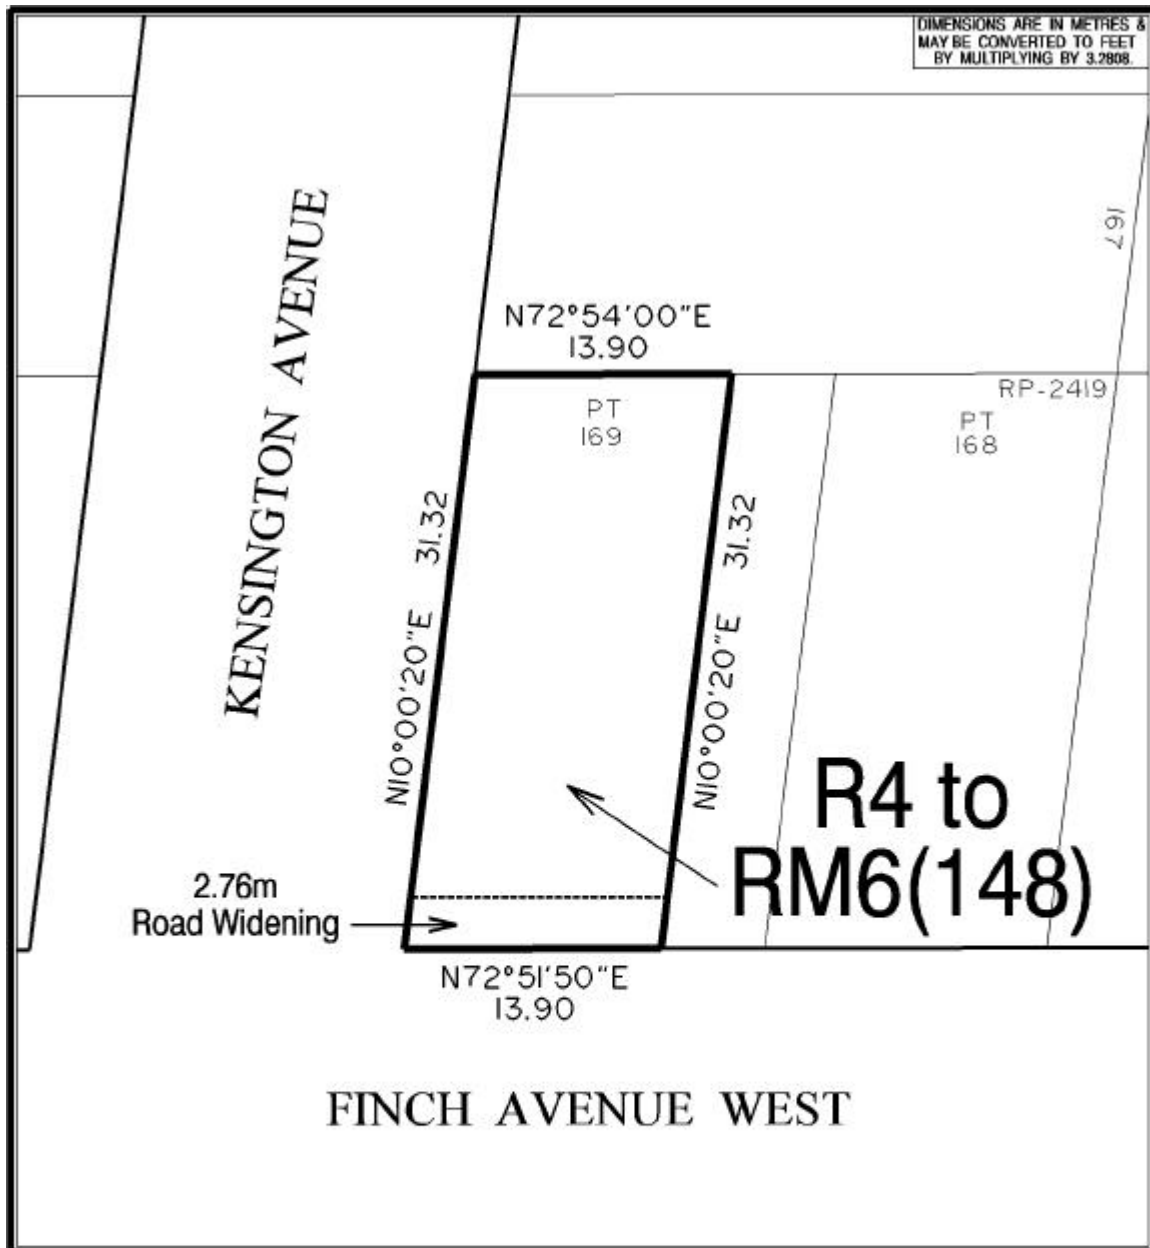 DIMENSIONS ARE IN METRES &
MAY BE CONVERTED TO FEET
BY MULTIPLYING BY 3.2808.
KENSINGTON AVENUE
167
N72°54'00"E
13.90
RP-2419
PT
169
PT
168
31.32
N10°00'20"E
31.32
N10°00'20"E
R4 to
RM6(148)
2.76m
Road Widening
N72°51'50"E
13.90
FINCH AVENUE WEST